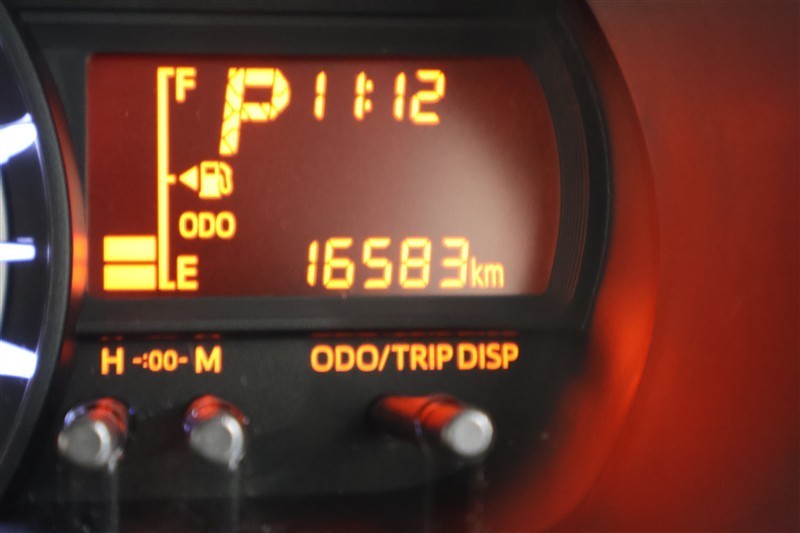 F P 11:12
ODO
E 16583km
H -:00- M ODO/TRIP DISP